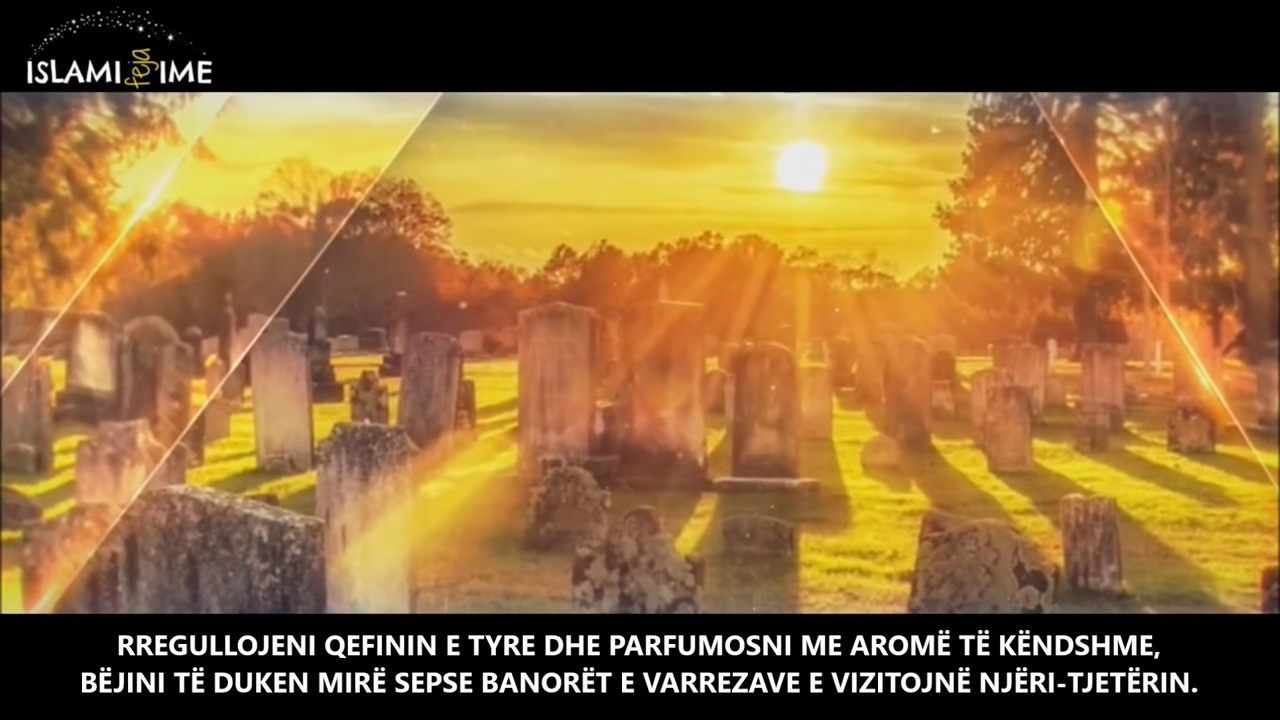 ISLAMI feja IME
RREGULLOJENI QEFININ E TYRE DHE PARFUMOSNI ME AROMË TË KËNDSHME,
BËJINI TË DUKEN MIRË SEPSE BANORËT E VARREZAVE E VIZITOJNË NJËRI-TJETËRIN.